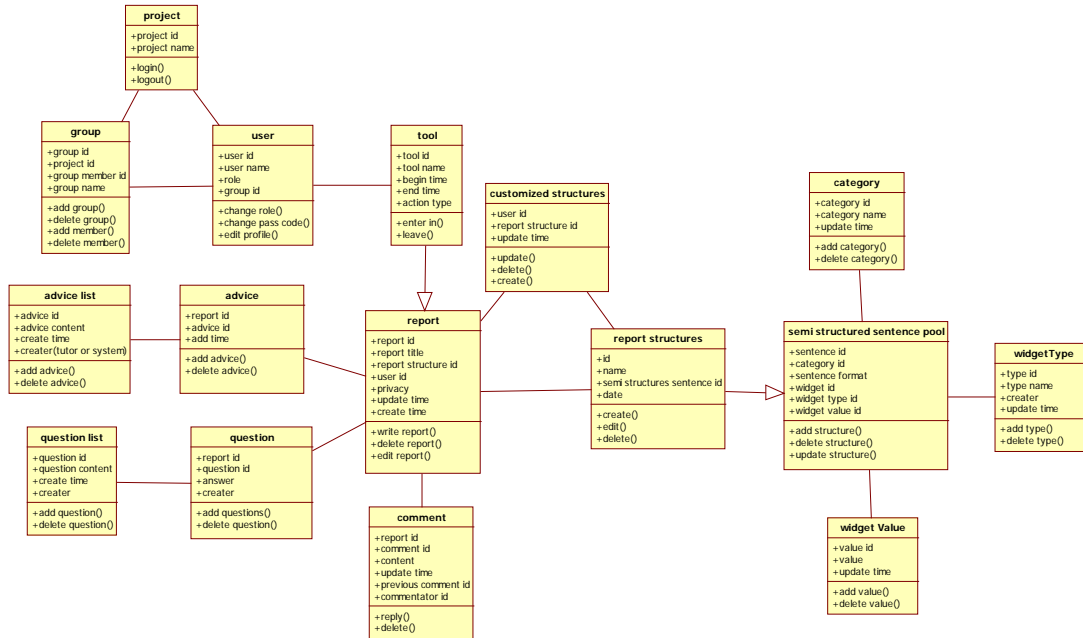 project
+project id
+project name
+login()
+logout()
group
+group id
+project id
+group member id
+group name
+add group()
+delete group()
+add member()
+delete member()
user
+user id
+user name
+role
+group id
+change role()
+change pass code()
+edit profile()
tool
+tool id
+tool name
+begin time
+end time
+action type
+enter in()
+leave()
customized structures
+user id
+report structure id
+update time
+update()
+delete()
+create()
category
+category id
+category name
+update time
+add category()
+delete category()
advice list
+advice id
+advice content
+create time
+creater(tutor or system)
+add advice()
+delete advice()
advice
+report id
+advice id
+add time
+add advice()
+delete advice()
report
+report id
+report title
+report structure id
+user id
+privacy
+update time
+create time
+write report()
+delete report()
+edit report()
report structures
+id
+name
+semi structures sentence id
+date
+create()
+edit()
+delete()
semi structured sentence pool
+sentence id
+category id
+sentence format
+widget id
+widget type id
+widget value id
+add structure()
+delete structure()
+update structure()
widgetType
+type id
+type name
+creater
+update time
+add type()
+delete type()
question list
+question id
+question content
+create time
+creater
+add question()
+delete question()
question
+report id
+question id
+answer
+creater
+add questions()
+delete question()
comment
+report id
+comment id
+content
+update time
+previous comment id
+commentator id
+reply()
+delete()
widget Value
+value id
+value
+update time
+add value()
+delete value()